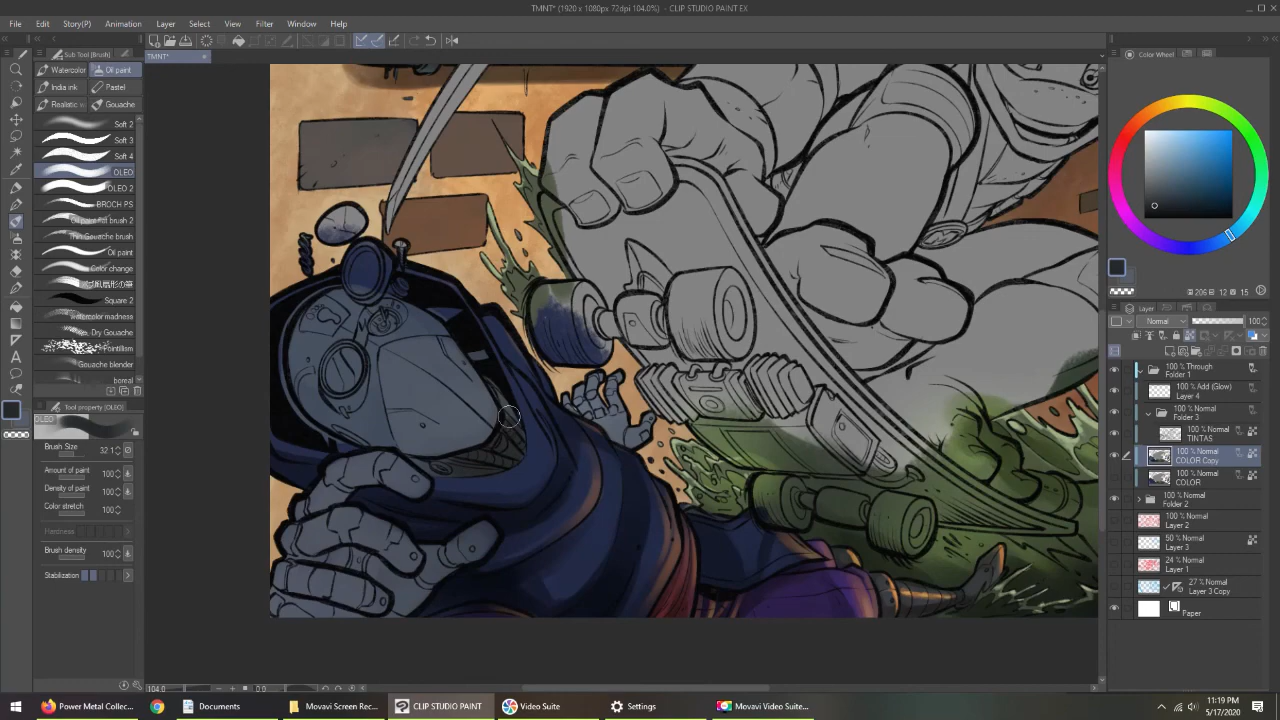 TMNT* (1920 x 1080px 72dpi 104.0%) - CLIP STUDIO PAINT EX
File Edit Story(P) Animation Layer Select View Filter Window Help
Sub Tool [Brush]
TMNT*
Color Wheel
Watercolor Oil paint
India ink Pastel
Realistic w Gouache
Soft 2
Soft 3
Soft 4
OLEO
OLEO 2
BROCH PS
Oil paint flat brush 2
Thin Gouache brush
Oil paint
Color change
Square 2
watercolor madness
Dry Gouache
Pointillism
Gouache blender
boreal
Tool property [OLEO]
OLEO
Brush Size 32.1
Amount of paint 100
Density of paint 100
Color stretch 100
Hardness
Brush density 100
Stabilization
206 S 12 15
Layer
Normal 100
100 % Through
Folder 1
100 % Add (Glow)
Layer 4
100 % Normal
Folder 3
100 % Normal
TINTAS
100 % Normal
COLOR Copy
100 % Normal
COLOR
100 % Normal
Folder 2
100 % Normal
Layer 2
50 % Normal
Layer 3
24 % Normal
Layer 1
27 % Normal
Layer 3 Copy
Paper
104.0 0.0
Power Metal Collec... Documents Movavi Screen Rec... CLIP STUDIO PAINT Video Suite Settings Movavi Video Suite...
11:19 PM
5/17/2020